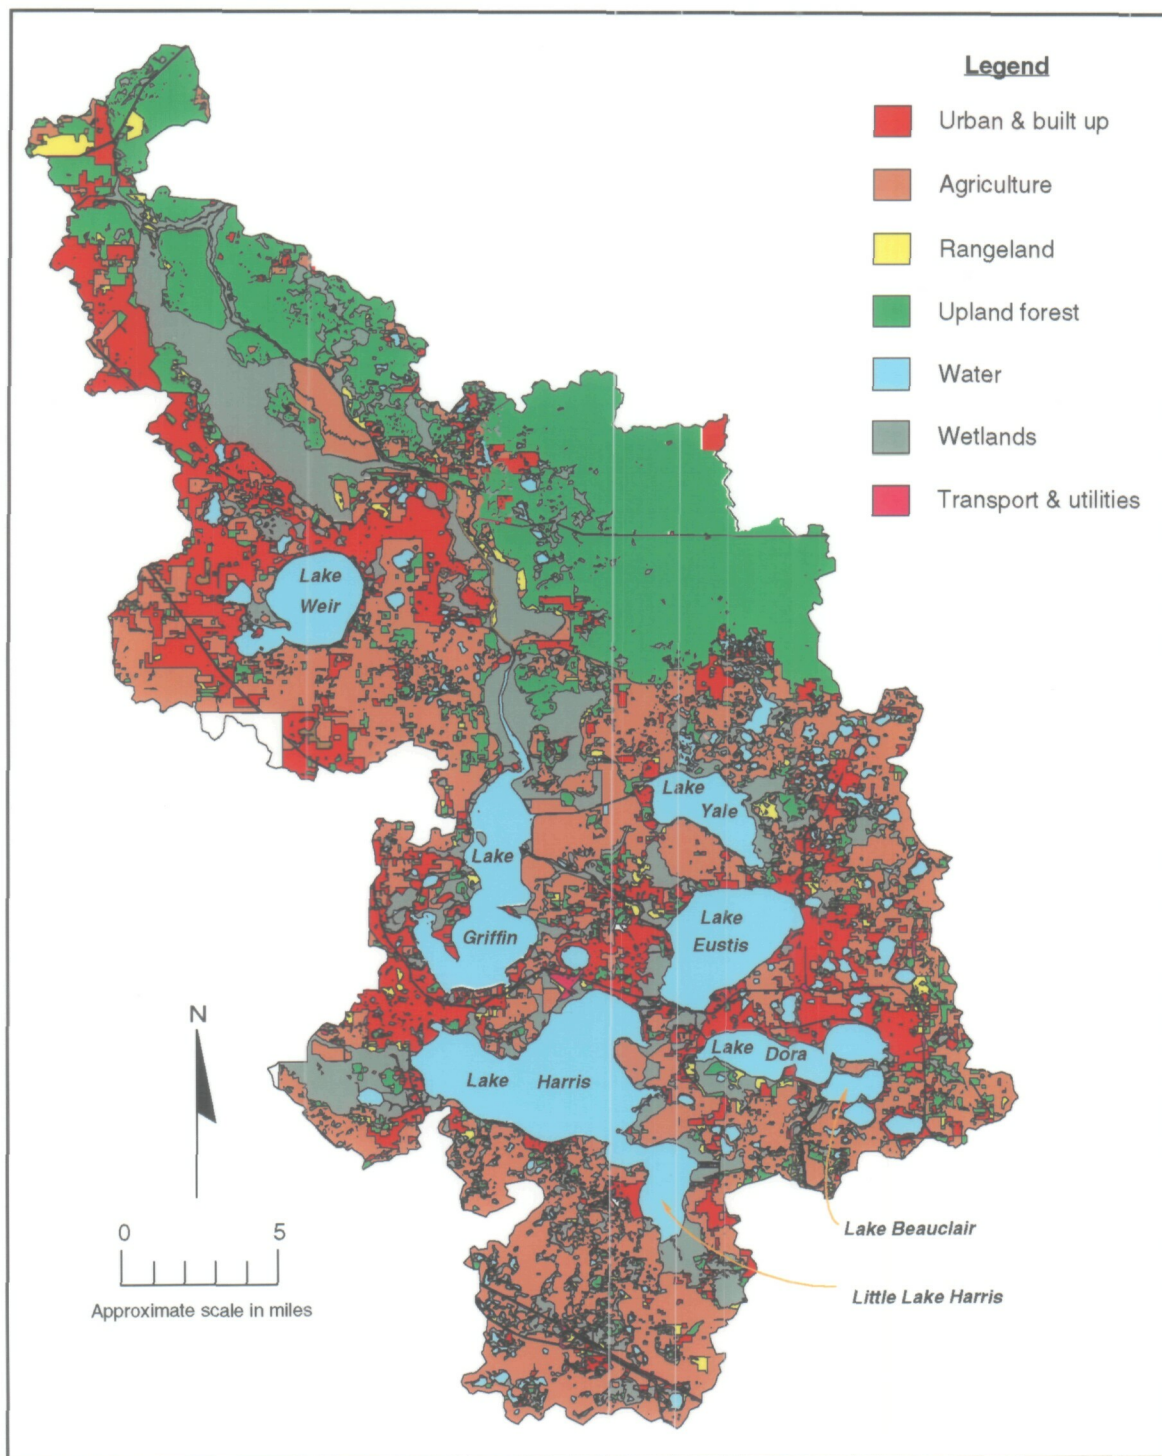 Legend
Urban & built up
Agriculture
Rangeland
Upland forest
Water
Wetlands
Transport & utilities
Lake
Weir
Lake
Yale
Lake
Griffin
Lake
Eustis
Lake Dora
Lake Harris
N
0 5
Approximate scale in miles
Lake Beauclair
Little Lake Harris